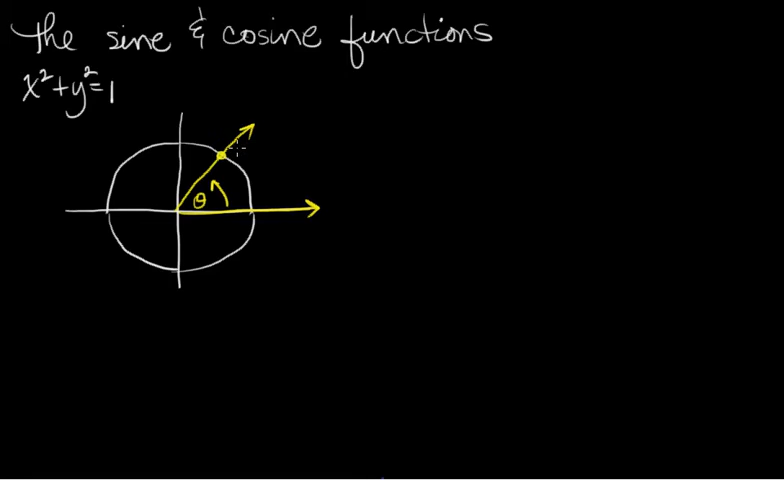 the sine & cosine functions
x²+y²=1
θ